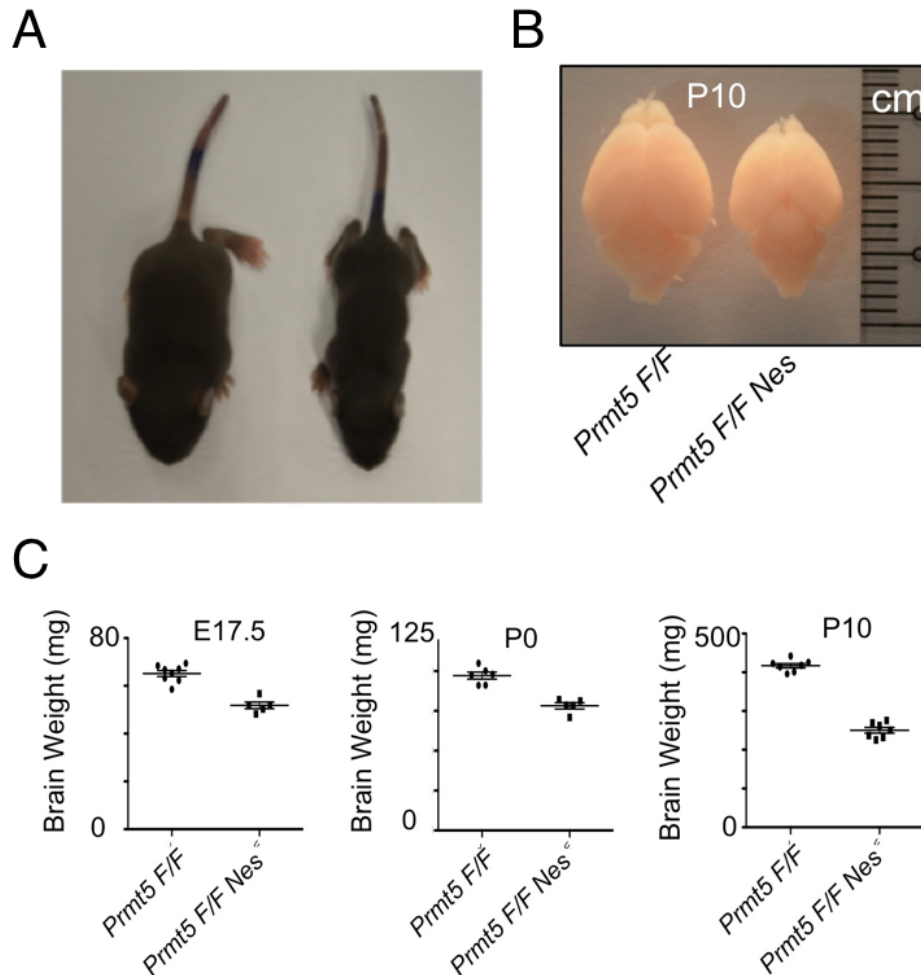 A
B
P10
cm
Prmt5 F/F
Prmt5 F/F Nes
C
80
E17.5
Brain Weight (mg)
0
Prmt5 F/F
Prmt5 F/F Nes
125
P0
Brain Weight (mg)
0
Prmt5 F/F
Prmt5 F/F Nes
500
P10
Brain Weight (mg)
0
Prmt5 F/F
Prmt5 F/F Nes